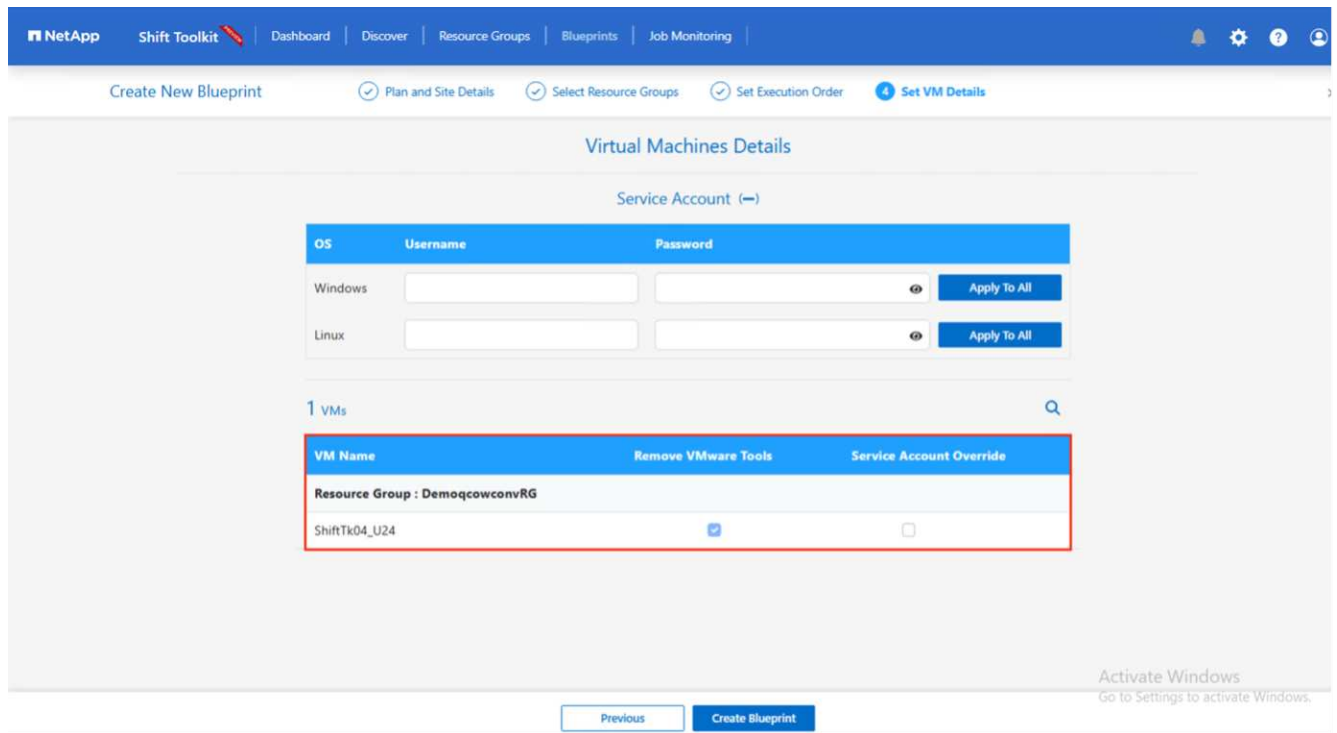 NetApp Shift Toolkit Dashboard Discover Resource Groups Blueprints Job Monitoring
Create New Blueprint Plan and Site Details Select Resource Groups Set Execution Order 4 Set VM Details
Virtual Machines Details
Service Account (—)
OS Username Password
Windows Apply To All
Linux Apply To All
1 VMs
VM Name Remove VMware Tools Service Account Override
Resource Group : DemoqcowconvRG
ShiftTk04_U24
Activate Windows
Go to Settings to activate Windows.
Previous Create Blueprint